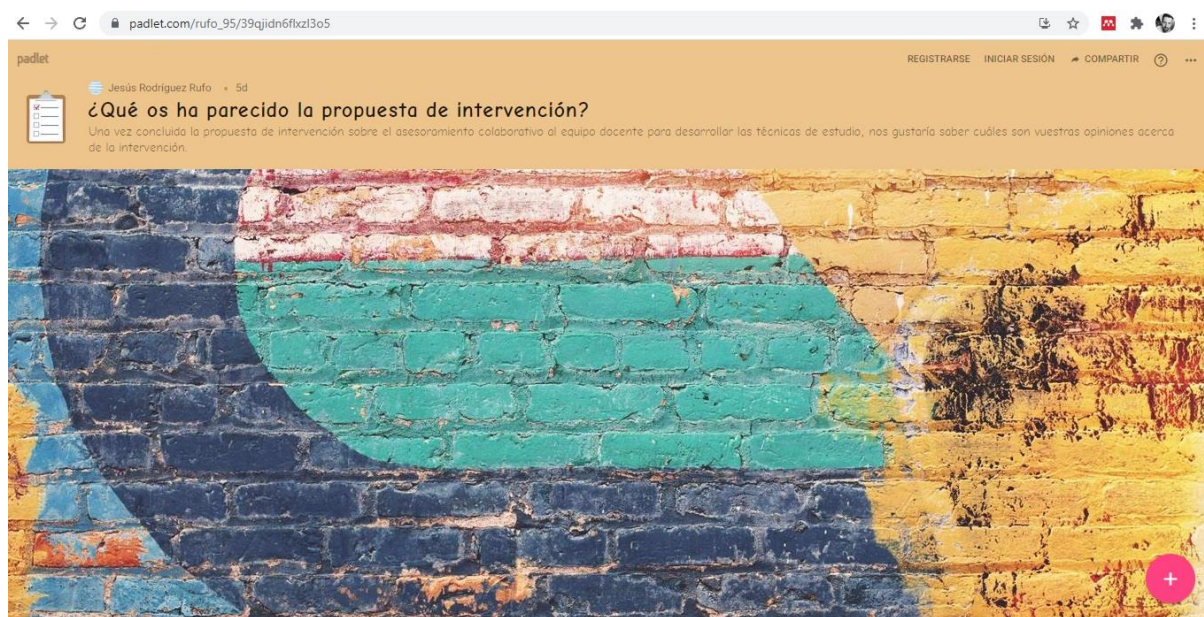 padlet.com/rufo_95/39qjidn6flxzl3o5
padlet
REGISTRARSE INICIAR SESIÓN COMPARTIR
Jesús Rodríguez Rufo • 5d
¿Qué os ha parecido la propuesta de intervención?
Una vez concluida la propuesta de intervención sobre el asesoramiento colaborativo al equipo docente para desarrollar las técnicas de estudio, nos gustaría saber cuáles son vuestras opiniones acerca
de la intervención.